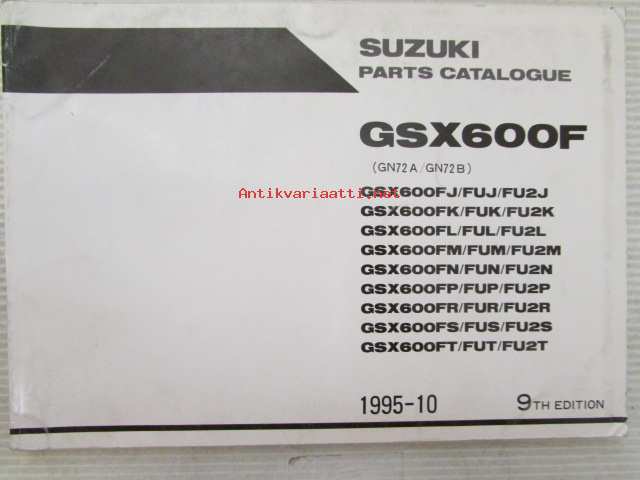 SUZUKI
PARTS CATALOGUE
GSX600F
(GN72A/GN72B)
Antikvariaatti.net
GSX600FJ/FUJ/FU2J
GSX600FK/FUK/FU2K
GSX600FL/FUL/FU2L
GSX600FM/FUM/FU2M
GSX600FN/FUN/FU2N
GSX600FP/FUP/FU2P
GSX600FR/FUR/FU2R
GSX600FS/FUS/FU2S
GSX600FT/FUT/FU2T
1995-10 9TH EDITION